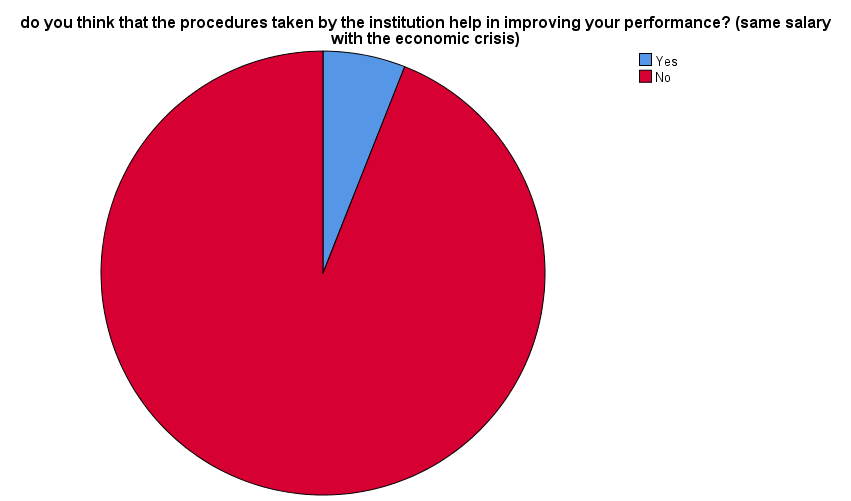 do you think that the procedures taken by the institution help in improving your performance? (same salary
with the economic crisis)
Yes
No